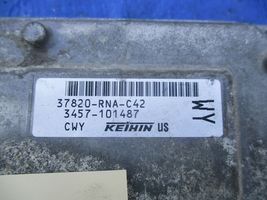 37820-RNA-C42
3457-101487
CWY KEIHIN US
WY